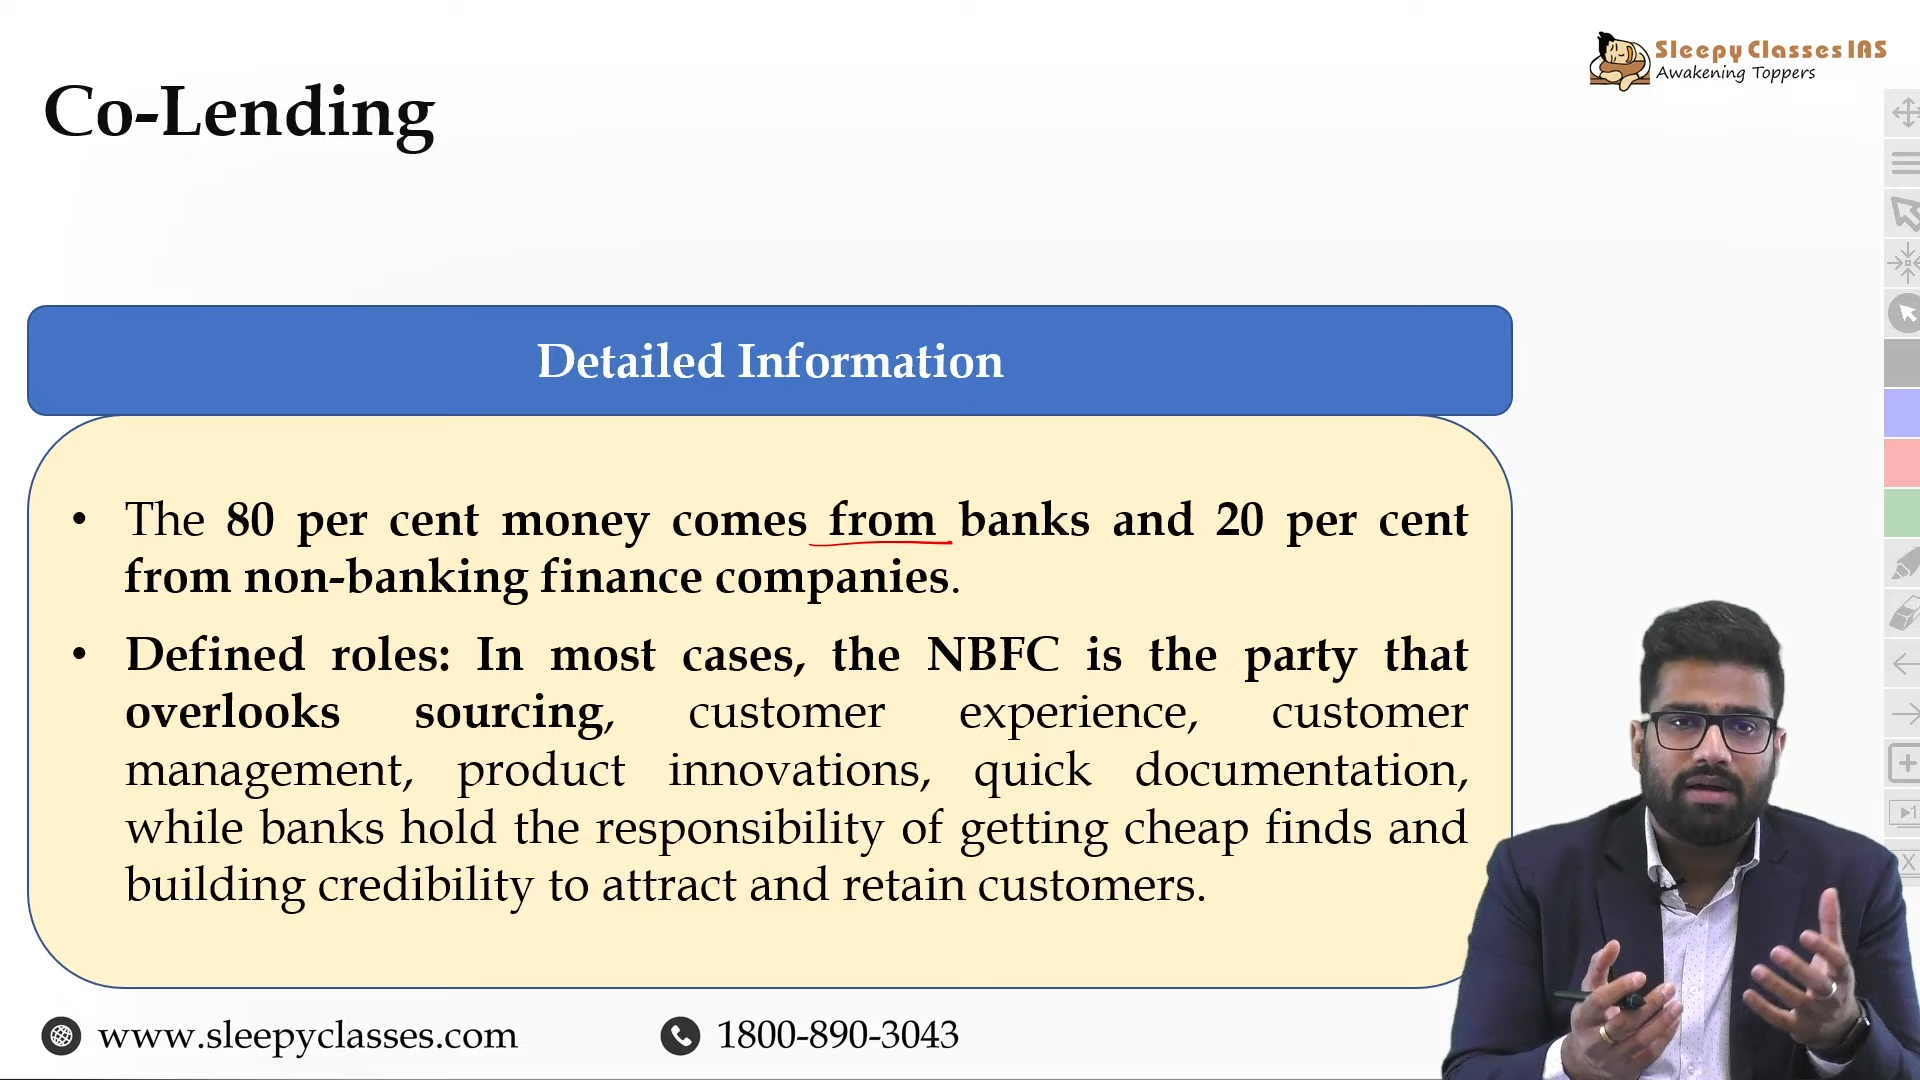 Sleepy Classes IAS
Awakening Toppers
Co-Lending
Detailed Information
• The 80 per cent money comes from banks and 20 per cent
from non-banking finance companies.
• Defined roles: In most cases, the NBFC is the party that
overlooks sourcing, customer experience, customer
management, product innovations, quick documentation,
while banks hold the responsibility of getting cheap finds and
building credibility to attract and retain customers.
www.sleepyclasses.com
1800-890-3043